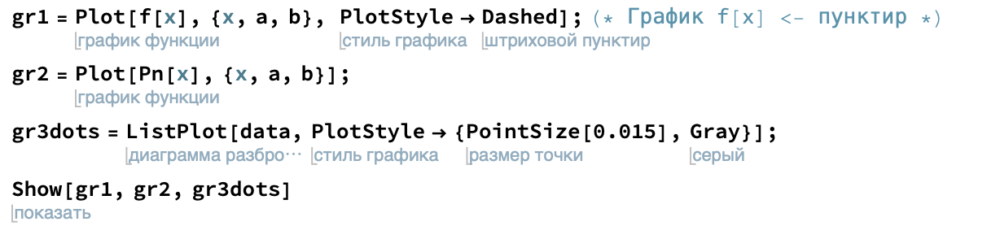 gr1 = Plot[f[x], {x, a, b}, PlotStyle → Dashed]; (* График f[x] <- пунктир *)
график функции стиль графика штриховой пунктир
gr2 = Plot[Pn[x], {x, a, b}];
график функции
gr3dots = ListPlot[data, PlotStyle → {PointSize[0.015], Gray}];
диаграмма разбро⋯ стиль графика размер точки серый
Show[gr1, gr2, gr3dots]
показать